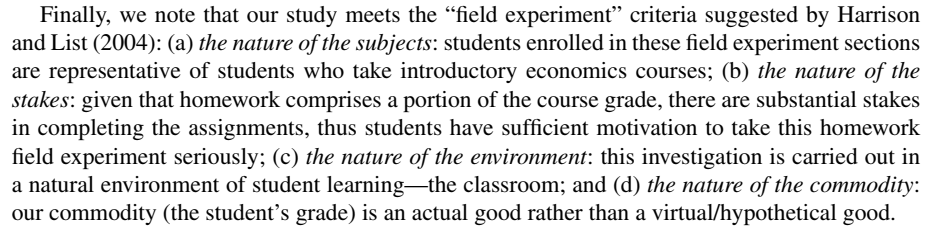 Finally, we note that our study meets the “field experiment” criteria suggested by Harrison
and List (2004): (a) the nature of the subjects: students enrolled in these field experiment sections
are representative of students who take introductory economics courses; (b) the nature of the
stakes: given that homework comprises a portion of the course grade, there are substantial stakes
in completing the assignments, thus students have sufficient motivation to take this homework
field experiment seriously; (c) the nature of the environment: this investigation is carried out in
a natural environment of student learning—the classroom; and (d) the nature of the commodity:
our commodity (the student’s grade) is an actual good rather than a virtual/hypothetical good.